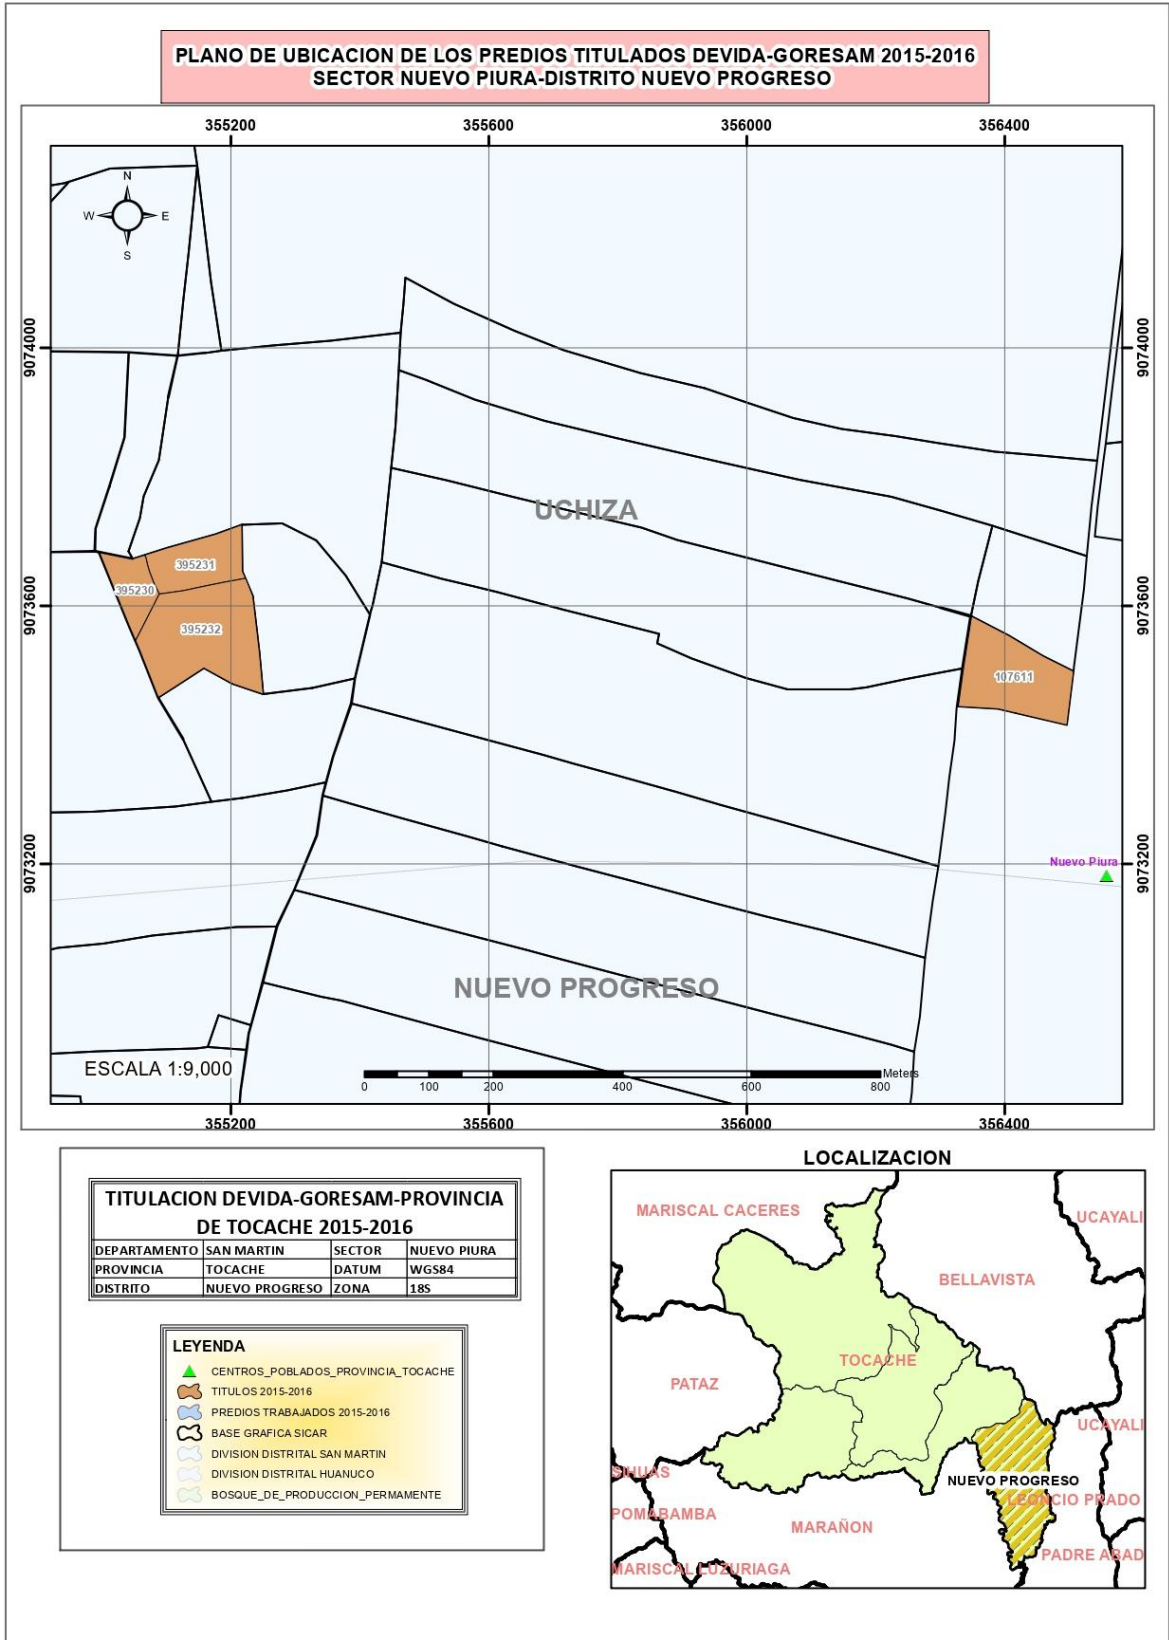 PLANO DE UBICACION DE LOS PREDIOS TITULADOS DEVIDA-GORESAM 2015-2016
SECTOR NUEVO PIURA-DISTRITO NUEVO PROGRESO
355200 355600 356000 356400
N
W E
S
9074000 9074000
UCHIZA
395231
395230
9073600 9073600
395232
107611
9073200 9073200
Nuevo Piura
NUEVO PROGRESO
ESCALA 1:9,000
Meters
0 100 200 400 600 800
355200 355600 356000 356400
TITULACION DEVIDA-GORESAM-PROVINCIA
DE TOCACHE 2015-2016
DEPARTAMENTO SAN MARTIN SECTOR NUEVO PIURA
PROVINCIA TOCACHE DATUM WGS84
DISTRITO NUEVO PROGRESO ZONA 18S
LEYENDA
CENTROS_POBLADOS_PROVINCIA_TOCACHE
TITULOS 2015-2016
PREDIOS TRABAJADOS 2015-2016
BASE GRAFICA SICAR
DIVISION DISTRITAL SAN MARTIN
DIVISION DISTRITAL HUANUCO
BOSQUE_DE_PRODUCCION_PERMAMENTE
LOCALIZACION
MARISCAL CACERES
UCAYALI
BELLAVISTA
TOCACHE
PATAZ
UCAYALI
SIHUAS
NUEVO PROGRESO
LEONCIO PRADO
POMABAMBA
MARAÑON
PADRE ABAD
MARISCAL LUZURIAGA